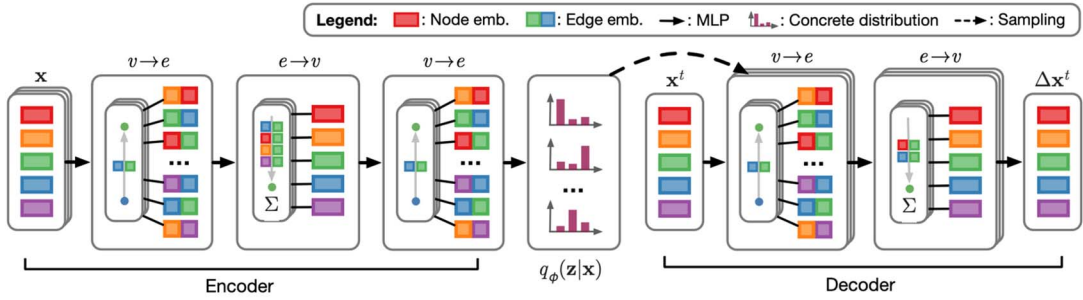 Legend: : Node emb. : Edge emb. : MLP : Concrete distribution : Sampling
x
v→e
e→v
v→e
x^t
v→e
e→v
Δx^t
...
Σ
...
...
...
Σ
q_ϕ(z|x)
Encoder
Decoder